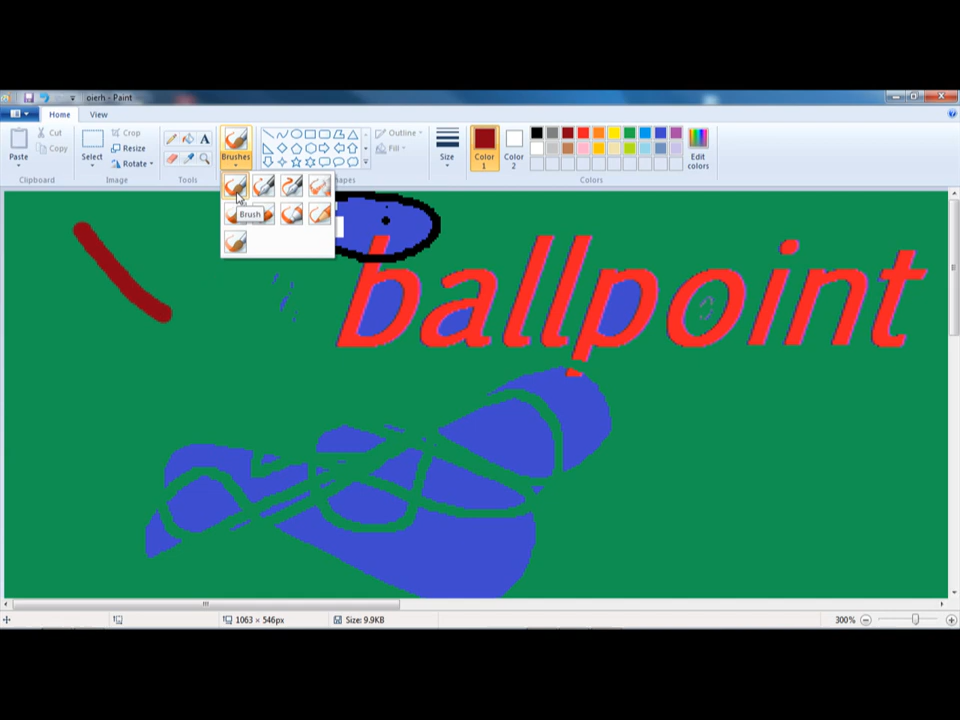 oierh - Paint
Home View
Paste
Cut
Copy
Clipboard
Select
Crop
Resize
Rotate
Image
A
Tools
Brushes
Outline
Fill
apes
Size
Color 1
Color 2
Edit colors
Colors
Brush
ballpoint
1063 × 546px
Size: 9.9KB
300%